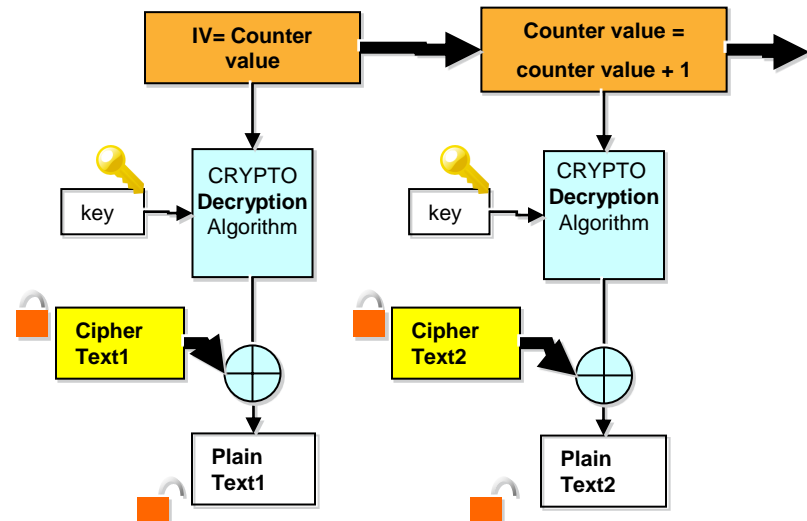 IV= Counter
value
Counter value =
counter value + 1
CRYPTO
Decryption
Algorithm
key
CRYPTO
Decryption
Algorithm
key
Cipher
Text1
Cipher
Text2
Plain
Text1
Plain
Text2